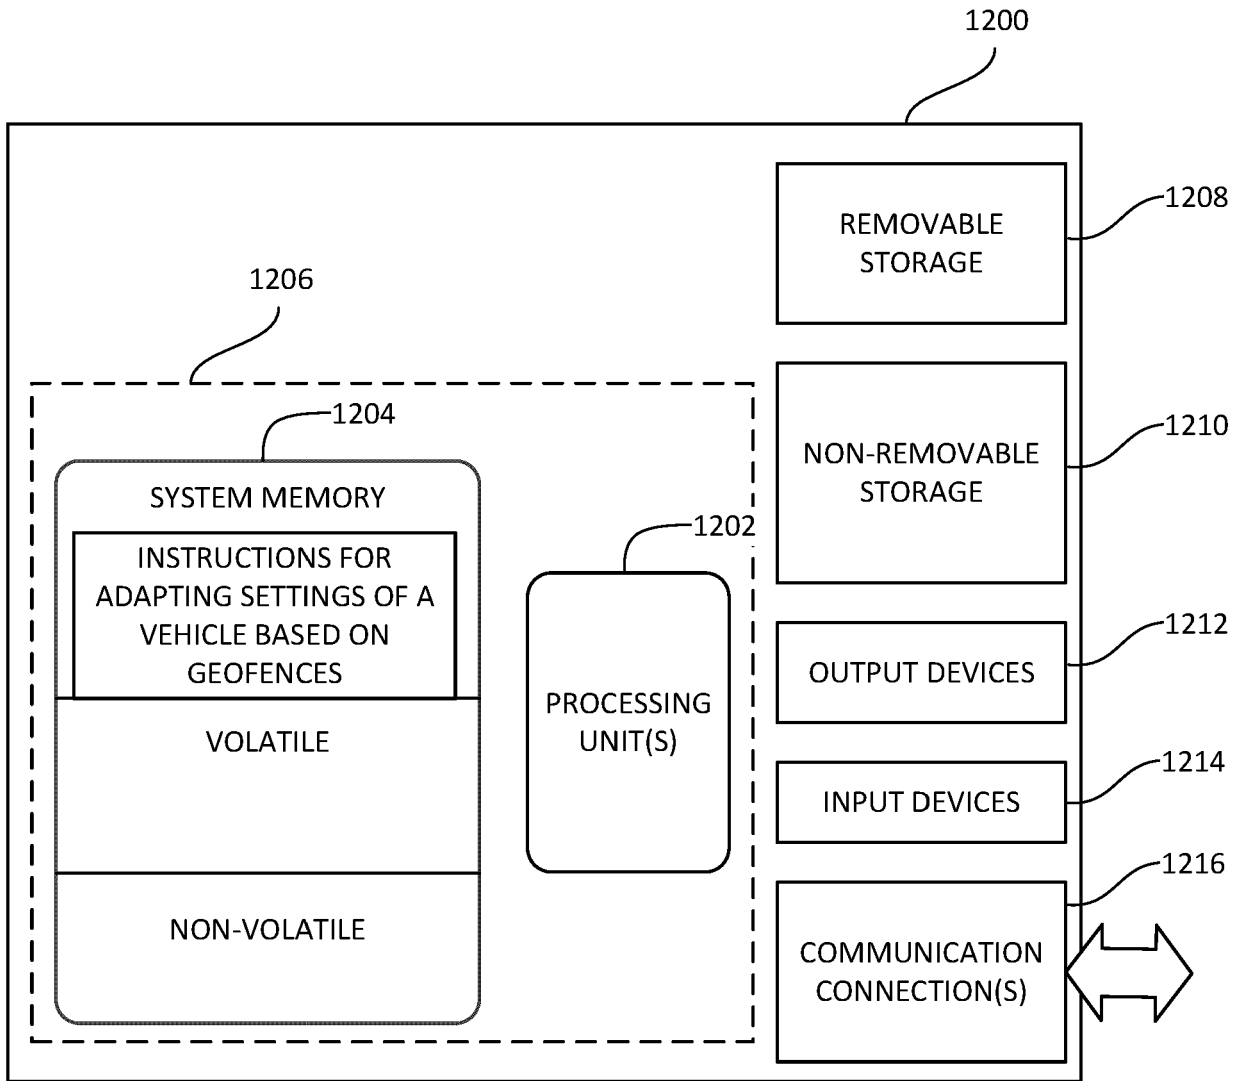 1200
REMOVABLE
STORAGE
1208
1206
NON-REMOVABLE
STORAGE
1210
1204
SYSTEM MEMORY
INSTRUCTIONS FOR
ADAPTING SETTINGS OF A
VEHICLE BASED ON
GEOFENCES
VOLATILE
NON-VOLATILE
1202
PROCESSING
UNIT(S)
OUTPUT DEVICES
1212
INPUT DEVICES
1214
COMMUNICATION
CONNECTION(S)
1216